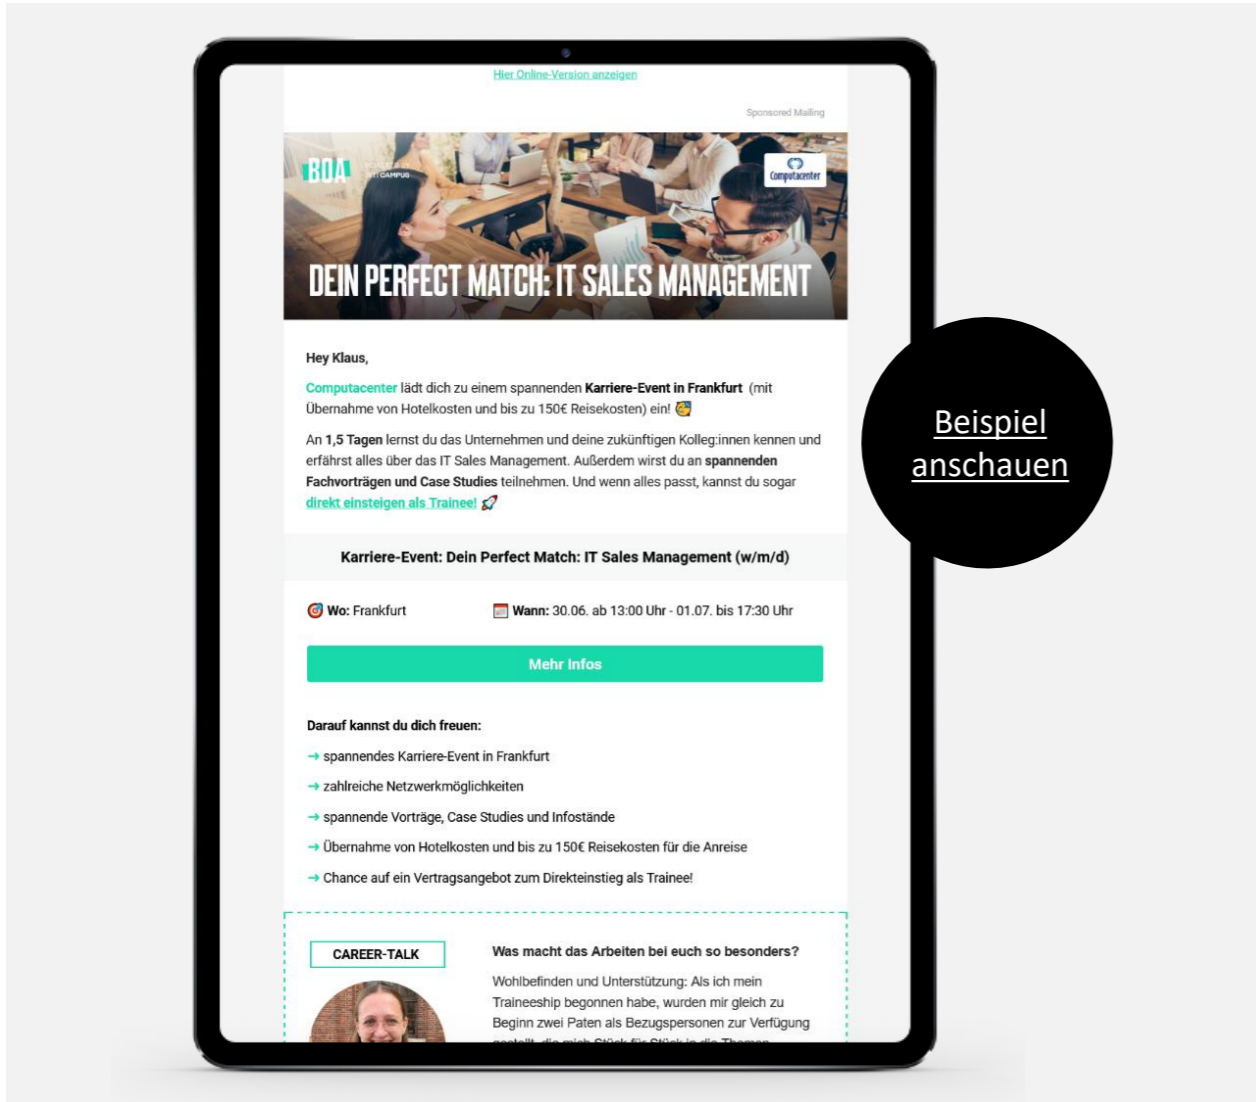 Hier Online-Version anzeigen
Sponsored Mailing
BOA
CAMPUS
Computacenter
DEIN PERFECT MATCH: IT SALES MANAGEMENT
Hey Klaus,
Computacenter lädt dich zu einem spannenden Karriere-Event in Frankfurt (mit
Übernahme von Hotelkosten und bis zu 150€ Reisekosten) ein! 🥳
An 1,5 Tagen lernst du das Unternehmen und deine zukünftigen Kolleg:innen kennen und
erfährst alles über das IT Sales Management. Außerdem wirst du an spannenden
Fachvorträgen und Case Studies teilnehmen. Und wenn alles passt, kannst du sogar
direkt einsteigen als Trainee! 🚀
Beispiel
anschauen
Karriere-Event: Dein Perfect Match: IT Sales Management (w/m/d)
🎯 Wo: Frankfurt
📅 Wann: 30.06. ab 13:00 Uhr - 01.07. bis 17:30 Uhr
Mehr Infos
Darauf kannst du dich freuen:
→ spannendes Karriere-Event in Frankfurt
→ zahlreiche Netzwerkmöglichkeiten
→ spannende Vorträge, Case Studies und Infostände
→ Übernahme von Hotelkosten und bis zu 150€ Reisekosten für die Anreise
→ Chance auf ein Vertragsangebot zum Direkteinstieg als Trainee!
CAREER-TALK
Was macht das Arbeiten bei euch so besonders?
Wohlbefinden und Unterstützung: Als ich mein
Traineeship begonnen habe, wurden mir gleich zu
Beginn zwei Paten als Bezugspersonen zur Verfügung